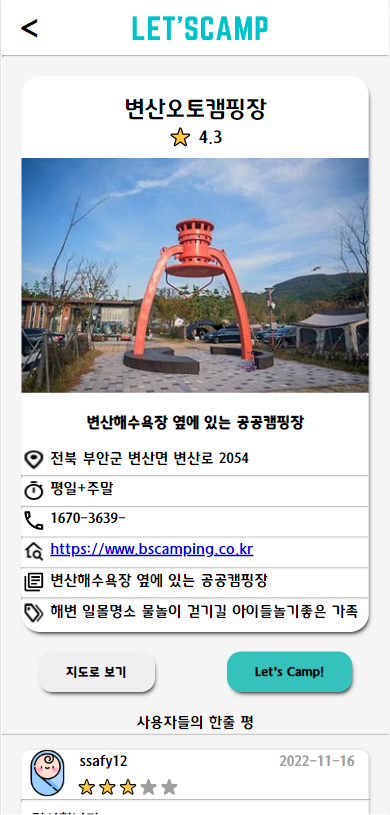 <
LET'SCAMP
변산오토캠핑장
4.3
변산해수욕장 옆에 있는 공공캠핑장
전북 부안군 변산면 변산로 2054
평일+주말
1670-3639-
https://www.bscamping.co.kr
변산해수욕장 옆에 있는 공공캠핑장
해변 일몰명소 물놀이 걷기길 아이들놀기좋은 가족
지도로 보기
Let's Camp!
사용자들의 한줄 평
ssafy12
2022-11-16